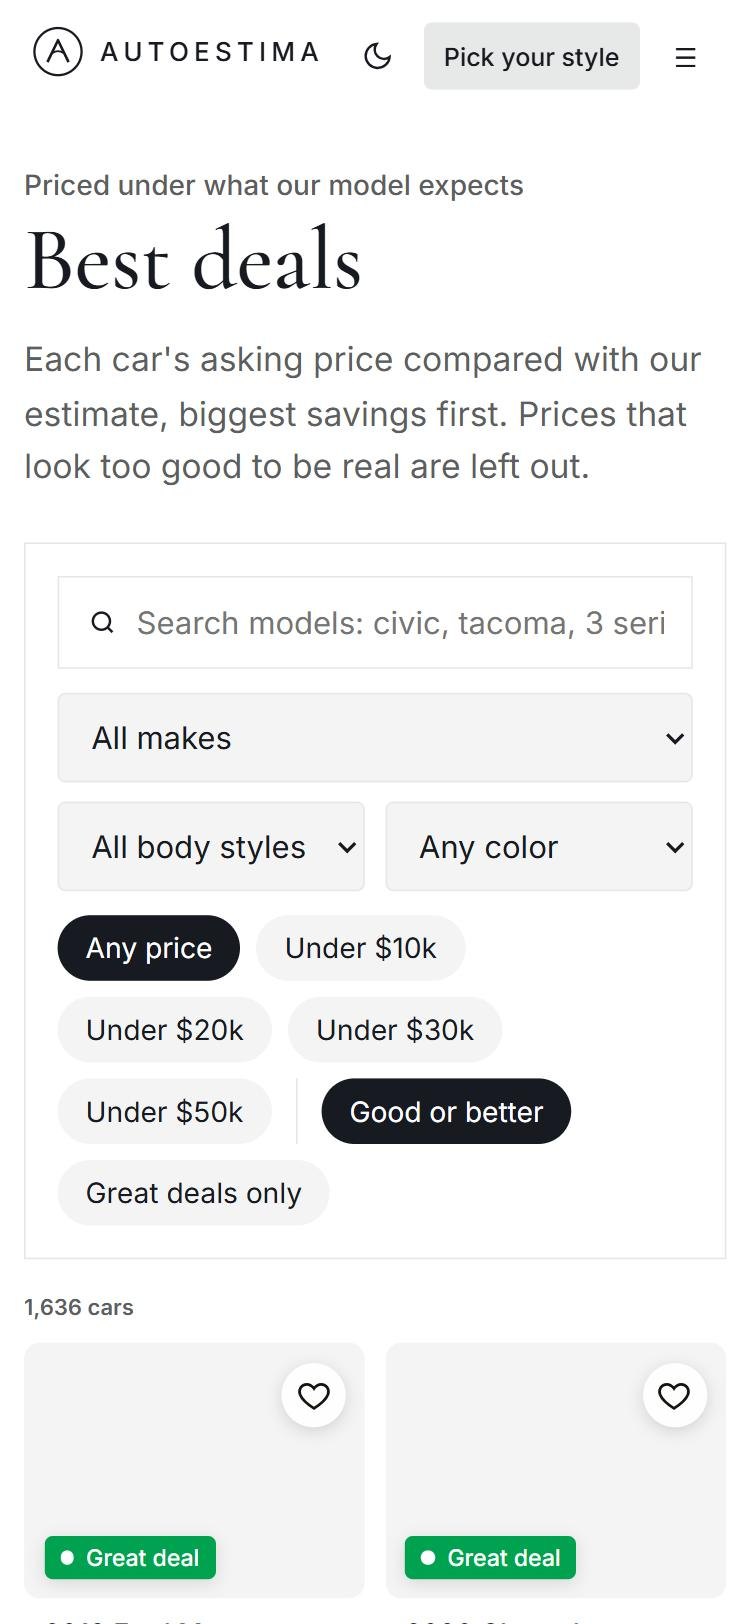 AUTOESTIMA
Pick your style
Priced under what our model expects
Best deals
Each car's asking price compared with our
estimate, biggest savings first. Prices that
look too good to be real are left out.
Search models: civic, tacoma, 3 seri
All makes
All body styles
Any color
Any price
Under $10k
Under $20k
Under $30k
Under $50k
Good or better
Great deals only
1,636 cars
Great deal
Great deal